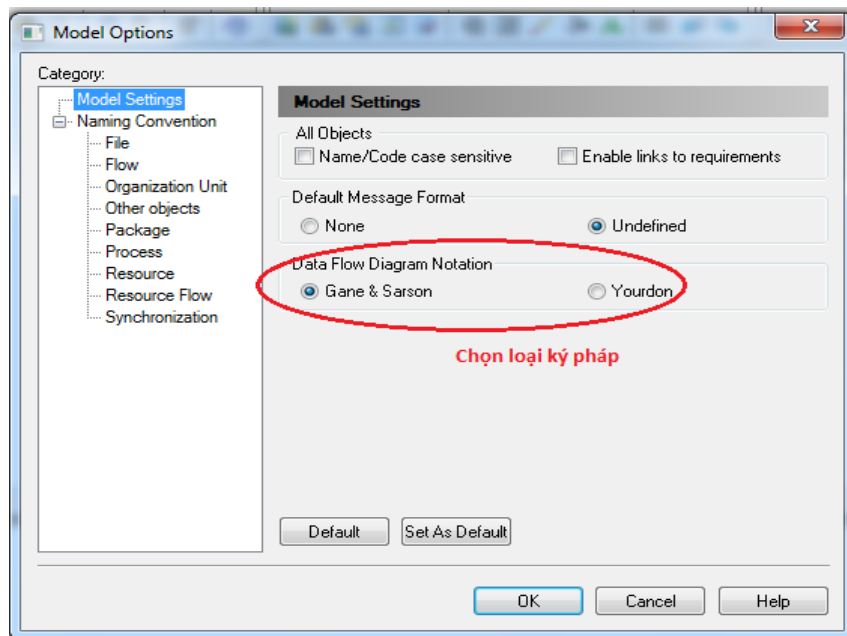 Model Options
Category:
Model Settings
Naming Convention
File
Flow
Organization Unit
Other objects
Package
Process
Resource
Resource Flow
Synchronization
Model Settings
All Objects
Name/Code case sensitive Enable links to requirements
Default Message Format
None Undefined
Data Flow Diagram Notation
Gane & Sarson Yourdon
Chọn loại ký pháp
Default Set As Default
OK Cancel Help